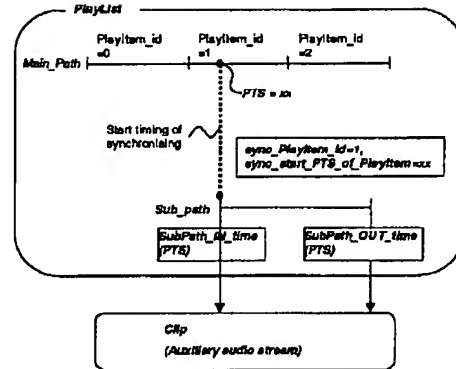 PlayList
PlayItem_id PlayItem_id PlayItem_id
=0 =1 =2
Main_Path
PTS = xx
Start timing of
synchronising
sync_PlayItem_id=1,
sync_start_PTS_of_PlayItem=xx
Sub_path
SubPath_IN_time SubPath_OUT_time
(PTS) (PTS)
Clip
(Auxiliary audio stream)